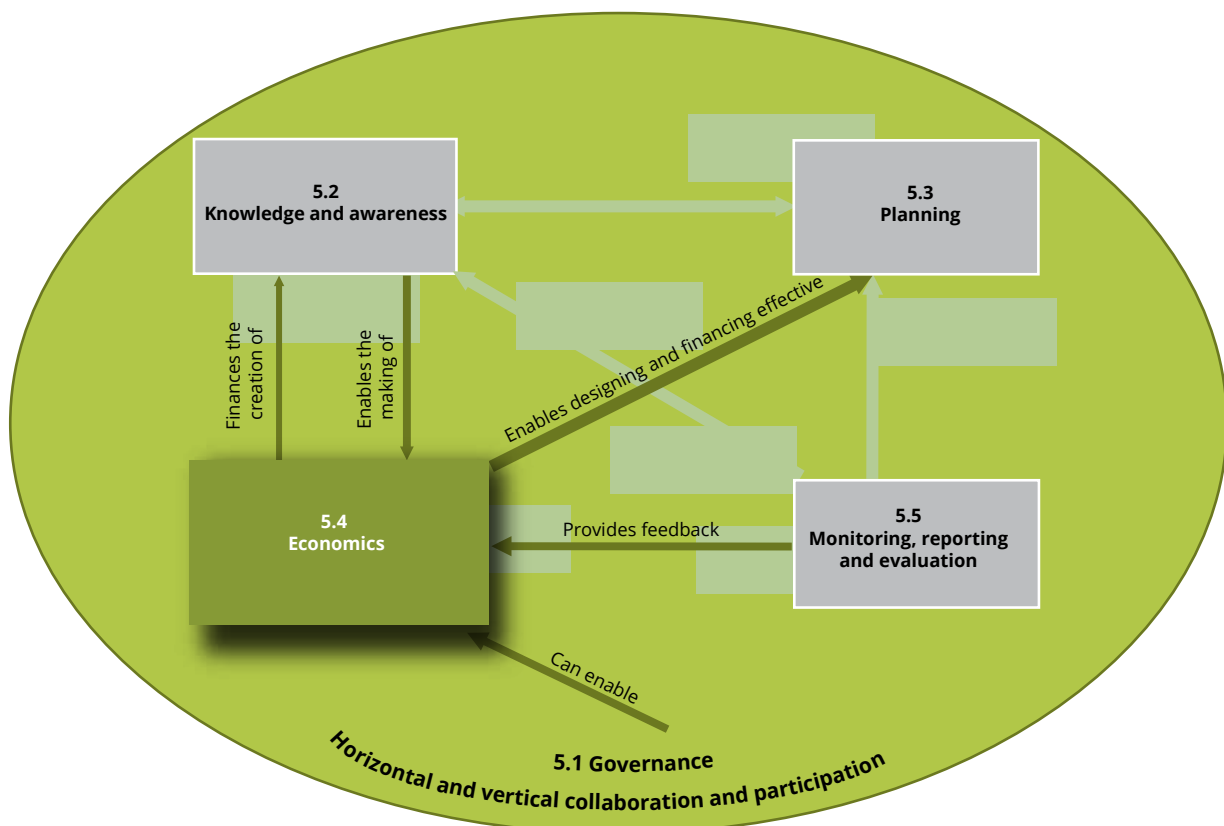 5.2
Knowledge and awareness
5.3
Planning
Finances the
creation of
Enables the
making of
Enables designing and financing effective
5.4
Economics
Provides feedback
5.5
Monitoring, reporting
and evaluation
Can enable
5.1 Governance
Horizontal and vertical collaboration and participation